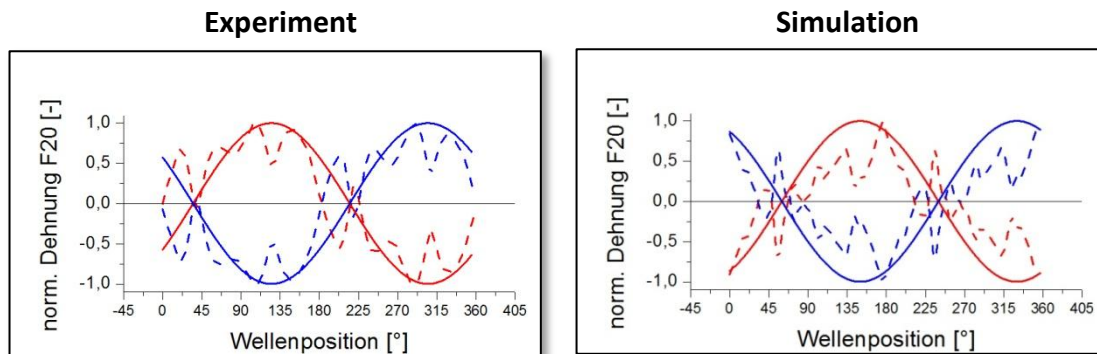 Experiment
norm. Dehnung F20 [-]
1,0
0,5
0,0
-0,5
-1,0
-45 0 45 90 135 180 225 270 315 360 405
Wellenposition [°]
Simulation
norm. Dehnung F20 [-]
1,0
0,5
0,0
-0,5
-1,0
-45 0 45 90 135 180 225 270 315 360 405
Wellenposition [°]